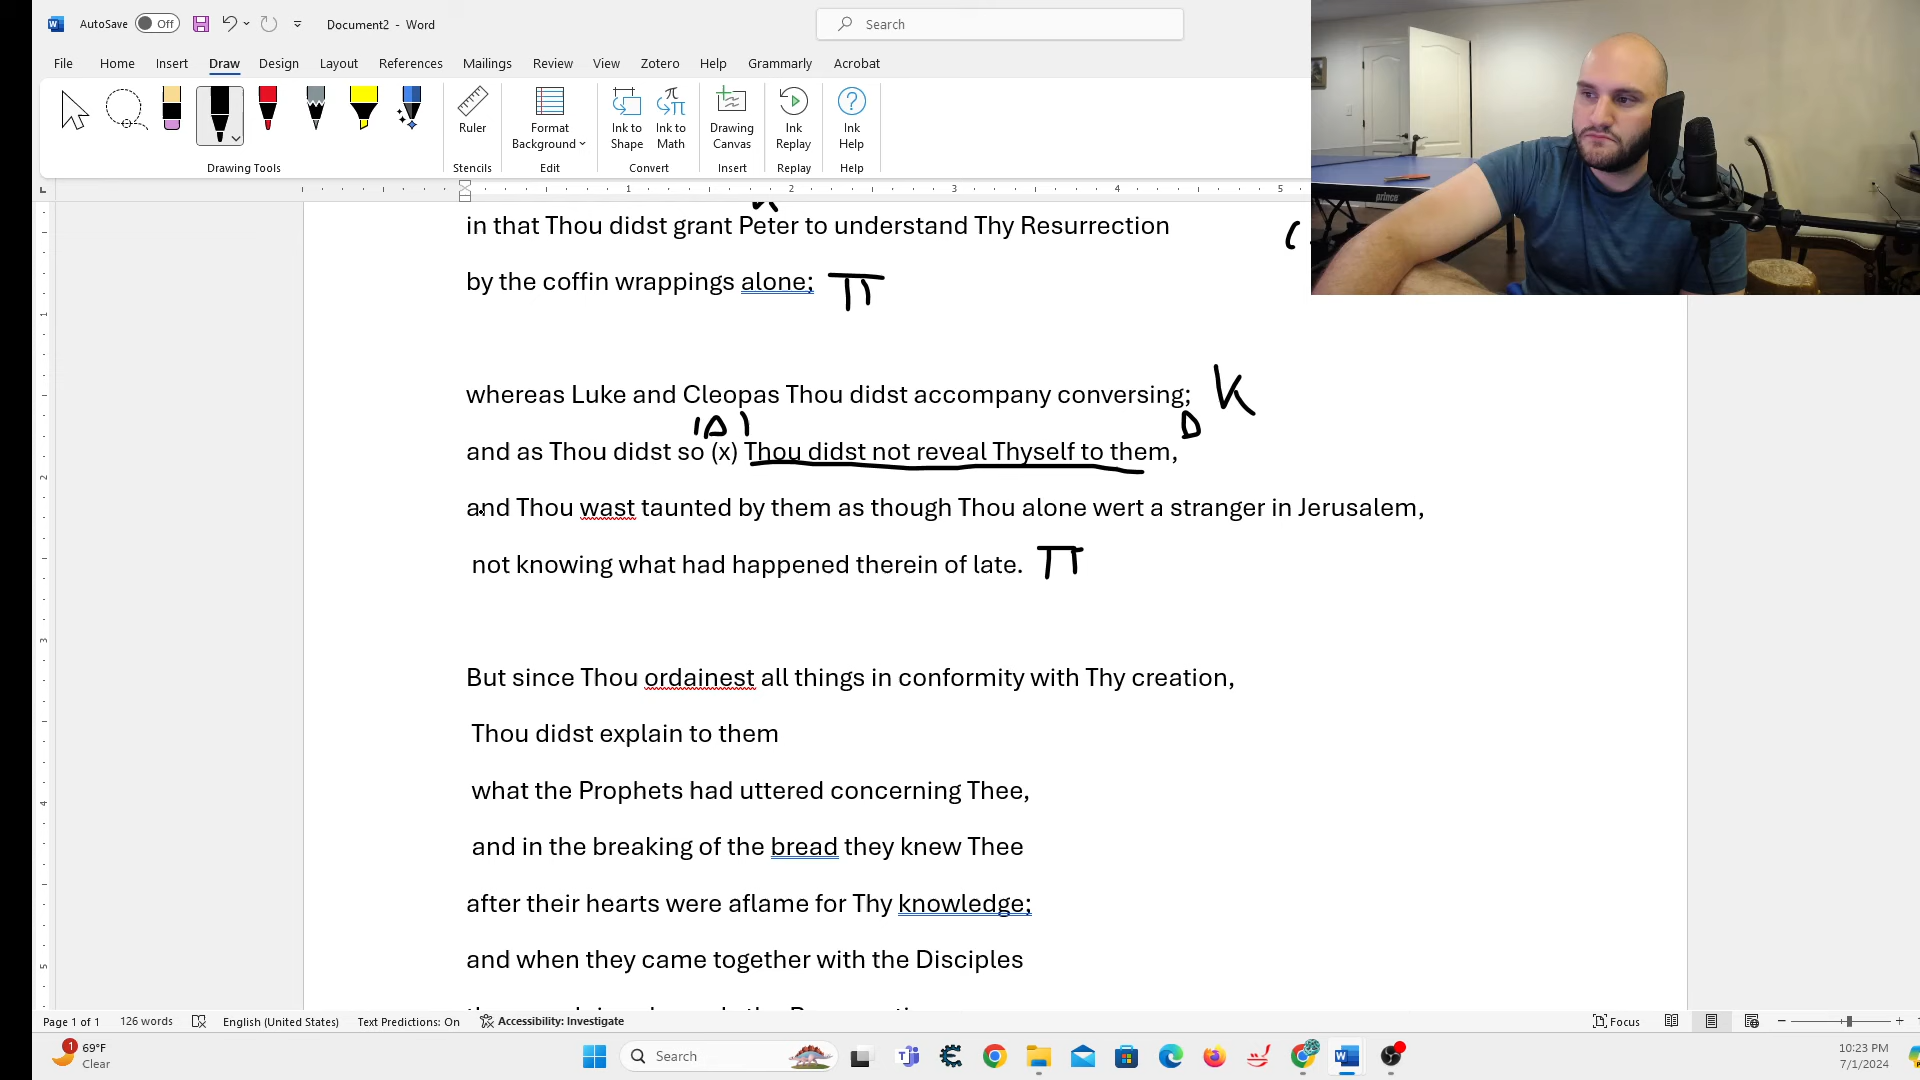 AutoSave Off Document2 - Word Search
File Home Insert Draw Design Layout References Mailings Review View Zotero Help Grammarly Acrobat
Ruler Format Background Ink to Shape Ink to Math Drawing Canvas Ink Replay Ink Help
Drawing Tools Stencils Edit Convert Insert Replay Help
1 2 3 4 5
in that Thou didst grant Peter to understand Thy Resurrection
by the coffin wrappings alone; π
whereas Luke and Cleopas Thou didst accompany conversing; K
and as Thou didst so (x) Thou didst not reveal Thyself to them,
and Thou wast taunted by them as though Thou alone wert a stranger in Jerusalem,
not knowing what had happened therein of late. π
But since Thou ordainest all things in conformity with Thy creation,
Thou didst explain to them
what the Prophets had uttered concerning Thee,
and in the breaking of the bread they knew Thee
after their hearts were aflame for Thy knowledge;
and when they came together with the Disciples
Page 1 of 1 126 words English (United States) Text Predictions: On Accessibility: Investigate Focus
1 69°F Clear Search 10:23 PM 7/1/2024
prince